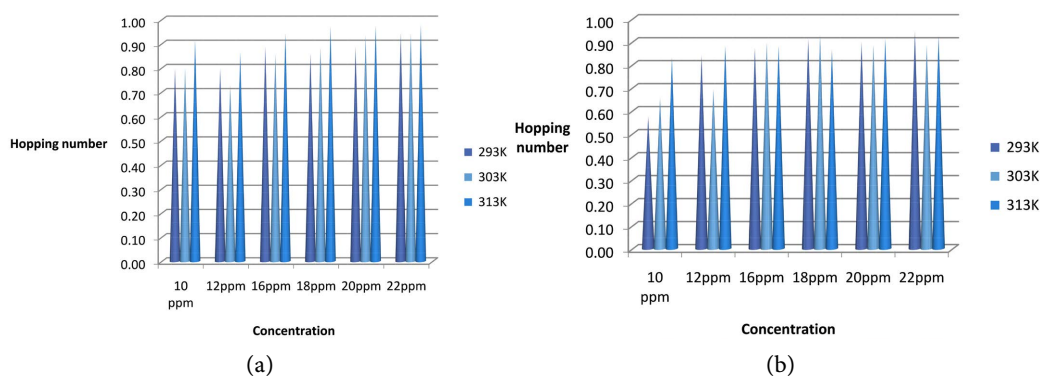 1.00
0.90
0.80
0.70
0.60
0.50
0.40
0.30
0.20
0.10
0.00
Hopping number
10
ppm
12ppm 16ppm 18ppm 20ppm 22ppm
Concentration
293K
303K
313K
(a)
1.00
0.90
0.80
0.70
0.60
0.50
0.40
0.30
0.20
0.10
0.00
Hopping
number
10
ppm
12ppm 16ppm 18ppm 20ppm 22ppm
Concentration
293K
303K
313K
(b)